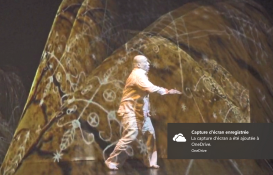 Capture d'écran enregistrée
La capture d'écran a été ajoutée à
OneDrive.
OneDrive